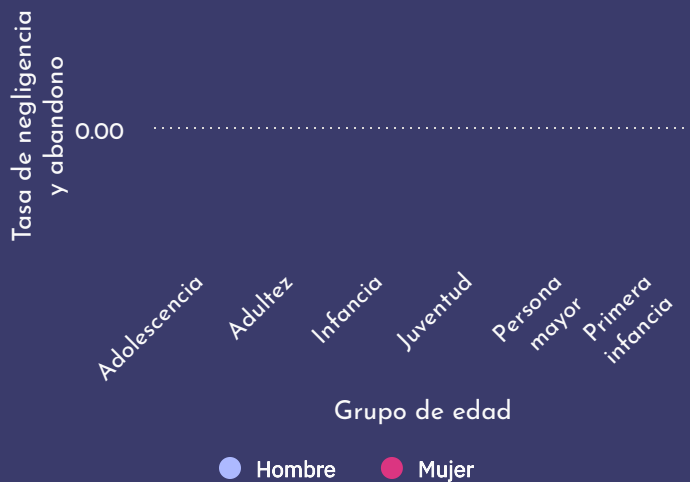 Tasa de negligencia
y abandono
0.00
Adolescencia
Adultez
Infancia
Juventud
Persona
mayor
Primera
infancia
Grupo de edad
Hombre
Mujer